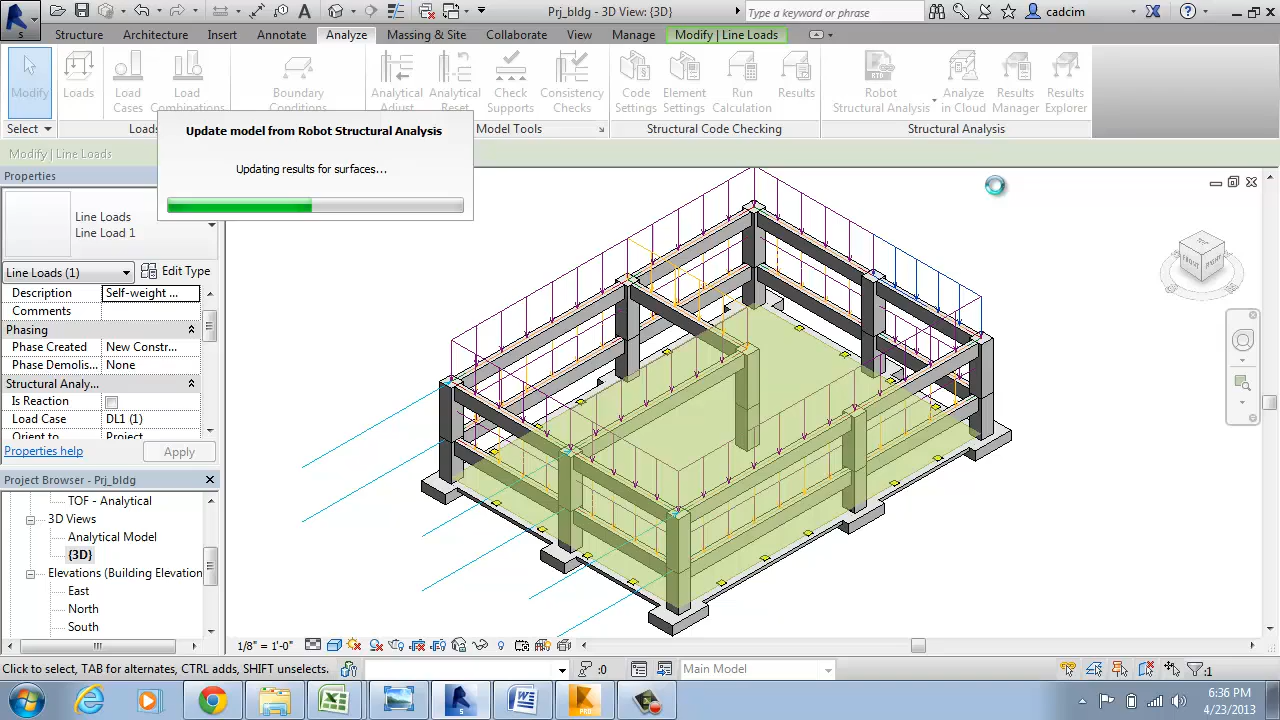 Prj_bldg - 3D View: {3D}
Type a keyword or phrase
cadcim
S
Structure
Architecture
Insert
Annotate
Analyze
Massing & Site
Collaborate
View
Manage
Modify | Line Loads
Modify
Loads
Load Cases
Load Combinations
Boundary Conditions
Analytical Adjust
Analytical Reset
Check Supports
Consistency Checks
Code Settings
Element Settings
Run Calculation
Results
Robot Structural Analysis
Analyze in Cloud
Results Manager
Results Explorer
Select
Loads
Model Tools
Structural Code Checking
Structural Analysis
Modify | Line Loads
Update model from Robot Structural Analysis
Updating results for surfaces...
Properties
Line Loads
Line Load 1
Line Loads (1)
Edit Type
Description
Self-weight ...
Comments
Phasing
Phase Created
New Constr...
Phase Demolis...
None
Structural Analy...
Is Reaction
Load Case
DL1 (1)
Orient to
Project
Properties help
Apply
Project Browser - Prj_bldg
TOF - Analytical
3D Views
Analytical Model
{3D}
Elevations (Building Elevation
East
North
South
TOP
FRONT
RIGHT
1/8" = 1'-0"
Click to select, TAB for alternates, CTRL adds, SHIFT unselects.
:0
Main Model
:1
6:36 PM
4/23/2013